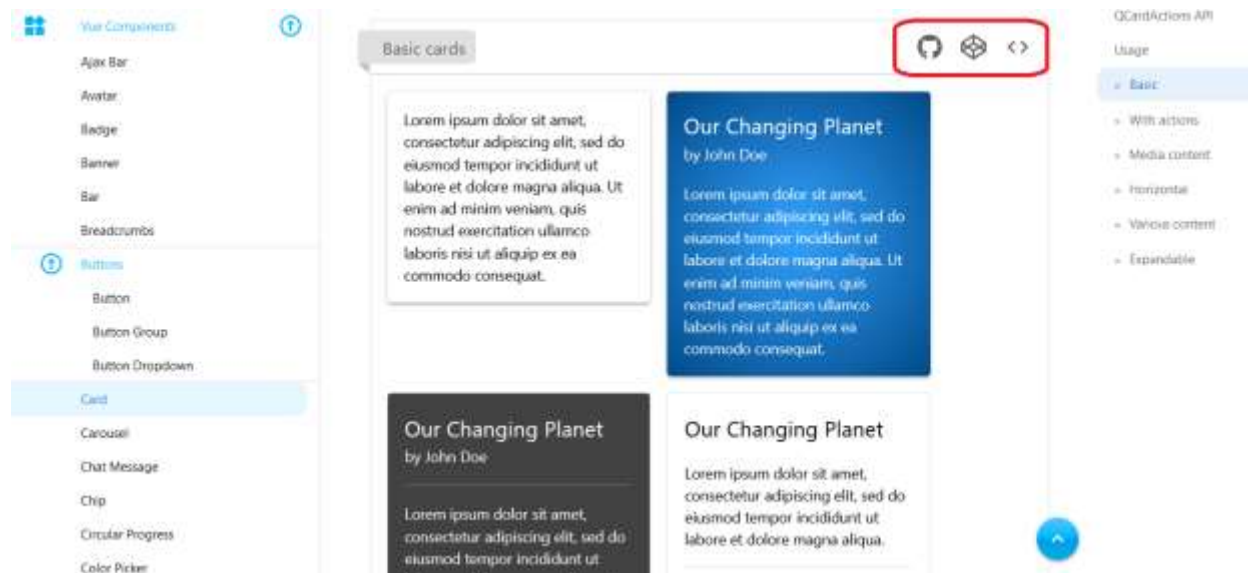 Vue Components
Ajax Bar
Avatar
Badge
Banner
Bar
Breadcrumbs
Buttons
Button
Button Group
Button Dropdown
Card
Carousel
Chat Message
Chip
Circular Progress
Color Picker
Basic cards
Lorem ipsum dolor sit amet,
consectetur adipiscing elit, sed do
eiusmod tempor incididunt ut
labore et dolore magna aliqua. Ut
enim ad minim veniam, quis
nostrud exercitation ullamco
laboris nisi ut aliquip ex ea
commodo consequat.
Our Changing Planet
by John Doe
Lorem ipsum dolor sit amet,
consectetur adipiscing elit, sed do
eiusmod tempor incididunt ut
labore et dolore magna aliqua. Ut
enim ad minim veniam, quis
nostrud exercitation ullamco
laboris nisi ut aliquip ex ea
commodo consequat.
Our Changing Planet
by John Doe
Lorem ipsum dolor sit amet,
consectetur adipiscing elit, sed do
eiusmod tempor incididunt ut
Our Changing Planet
Lorem ipsum dolor sit amet,
consectetur adipiscing elit, sed do
eiusmod tempor incididunt ut
labore et dolore magna aliqua.
QCardActions API
Usage
» Basic
» With actions
» Media content
» Horizontal
» Various content
» Expandable